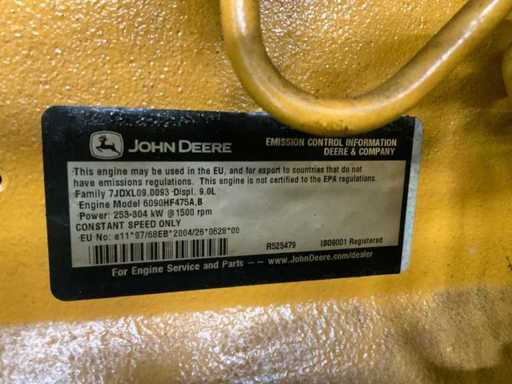 JOHN DEERE
EMISSION CONTROL INFORMATION
DEERE & COMPANY
This engine may be used in the EU, and for export to countries that do not
have emissions regulations. This engine is not certified to the EPA regulations.
Family 7JDXL09.0093 Displ. 9.0L
Engine Model 6090HF475A,B
Power: 253-304 kW @ 1500 rpm
CONSTANT SPEED ONLY
EU No: e11*97/68EB*2004/26*0628*00
R525479 ISO9001 Registered
For Engine Service and Parts — www.JohnDeere.com/dealer